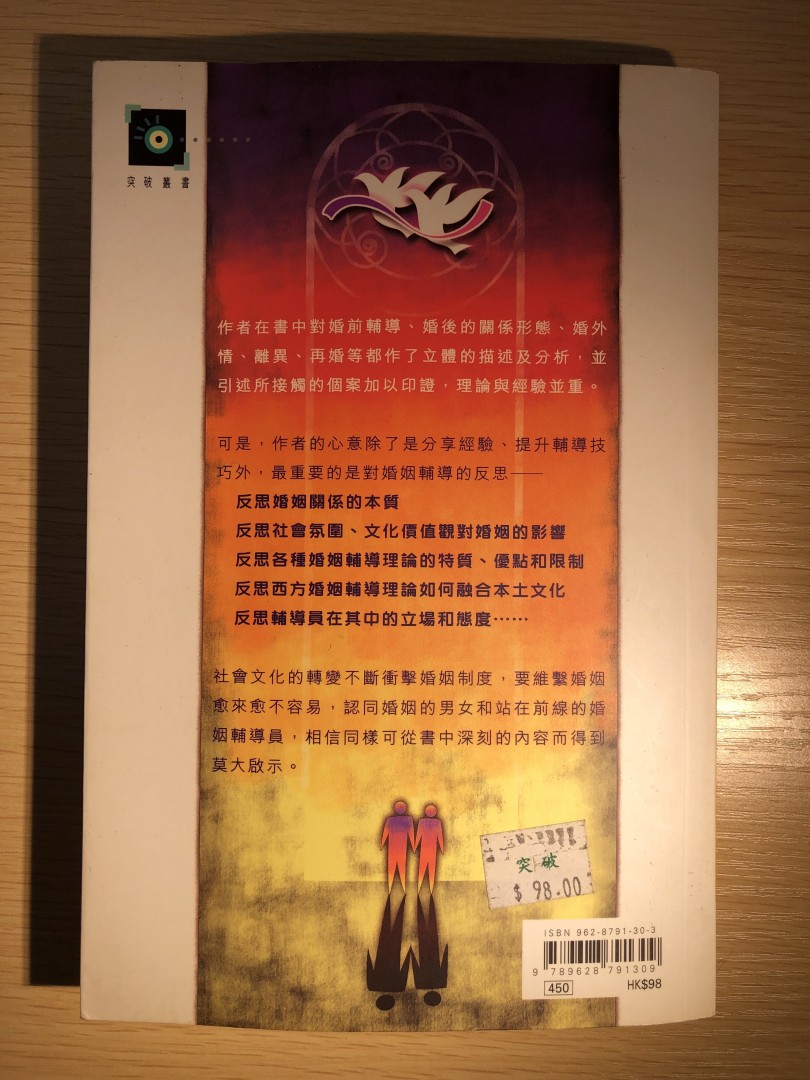 突破叢書
作者在書中對婚前輔導、婚後的關係形態、婚外
情、離異、再婚等都作了立體的描述及分析，並
引述所接觸的個案加以印證，理論與經驗並重。
可是，作者的心意除了是分享經驗、提升輔導技
巧外，最重要的是對婚姻輔導的反思——
反思婚姻關係的本質
反思社會氛圍、文化價值觀對婚姻的影響
反思各種婚姻輔導理論的特質、優點和限制
反思西方婚姻輔導理論如何融合本土文化
反思輔導員在其中的立場和態度……
社會文化的轉變不斷衝擊婚姻制度，要維繫婚姻
愈來愈不容易，認同婚姻的男女和站在前線的婚
姻輔導員，相信同樣可從書中深刻的內容而得到
莫大啟示。
突破
$ 98.00
ISBN 962-8791-30-3
9 789628 791309
450 HK$98